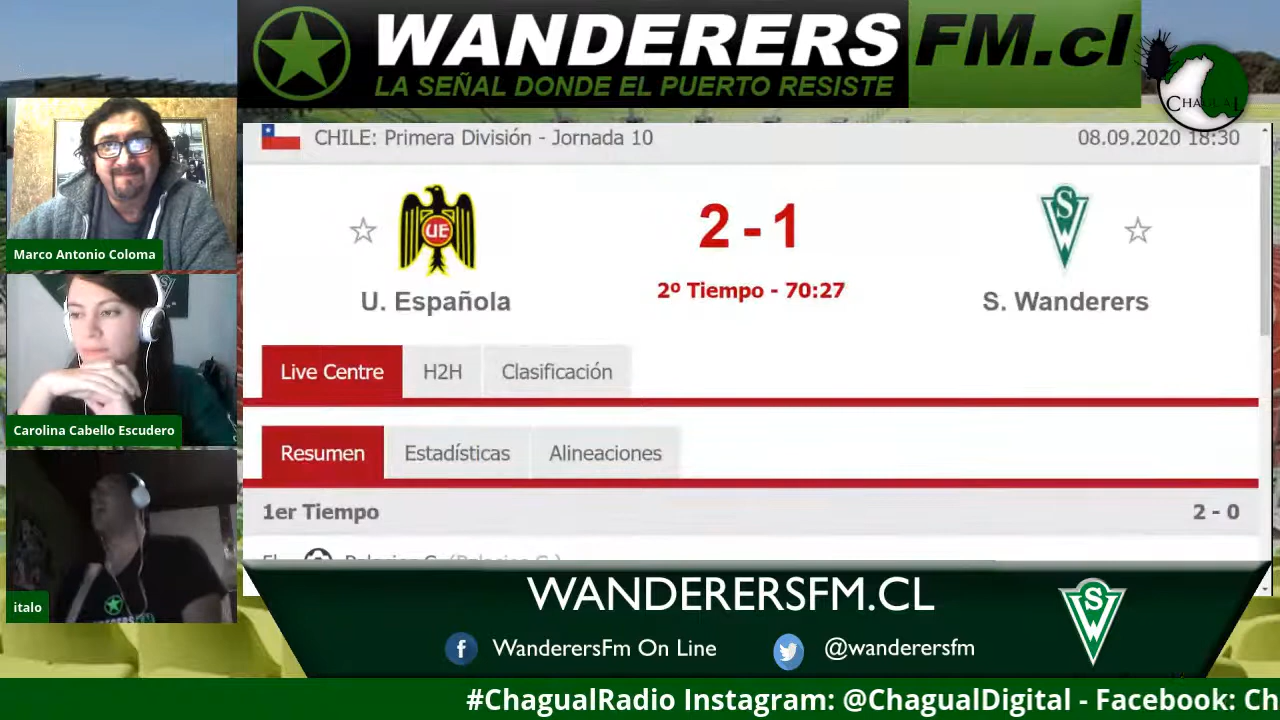 WANDERERS FM.cl
LA SEÑAL DONDE EL PUERTO RESISTE
CHAGUAL
Marco Antonio Coloma
Carolina Cabello Escudero
italo
CHILE: Primera División - Jornada 10
08.09.2020 18:30
UE
2 - 1
S
W
2º Tiempo - 70:27
U. Española
S. Wanderers
Live Centre
H2H
Clasificación
Resumen
Estadísticas
Alineaciones
1er Tiempo
2 - 0
WANDERERSFM.CL
WanderersFm On Line
@wanderersfm
S
W
#ChagualRadio Instagram: @ChagualDigital - Facebook: Ch